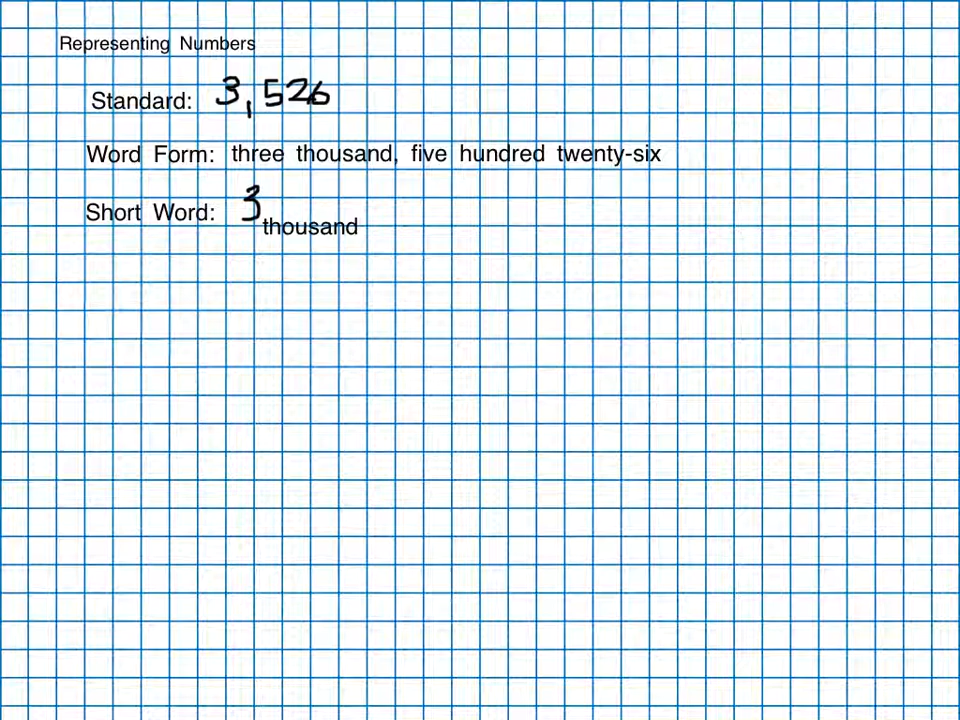 Representing Numbers
Standard: 3,526
Word Form: three thousand, five hundred twenty-six
Short Word: 3 thousand